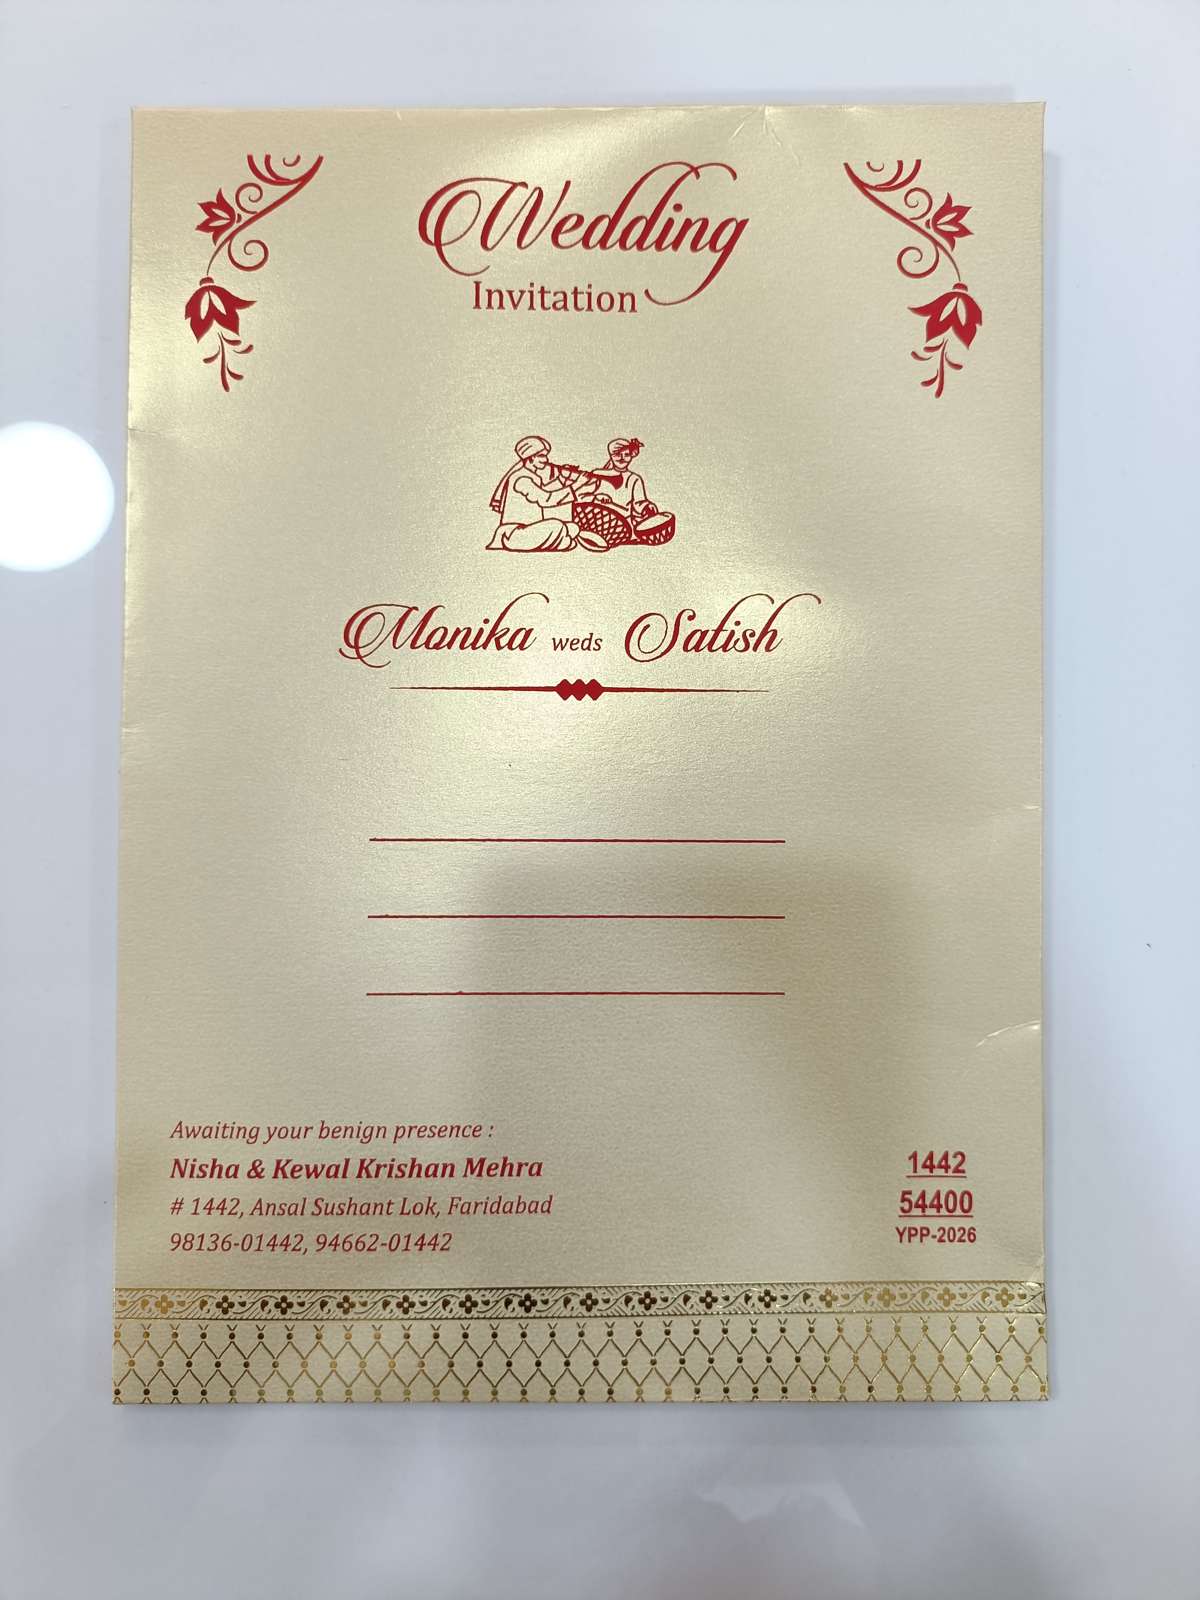 Wedding
Invitation
Monika weds Satish
Awaiting your benign presence :
Nisha & Kewal Krishan Mehra
# 1442, Ansal Sushant Lok, Faridabad
98136-01442, 94662-01442
1442
54400
YPP-2026